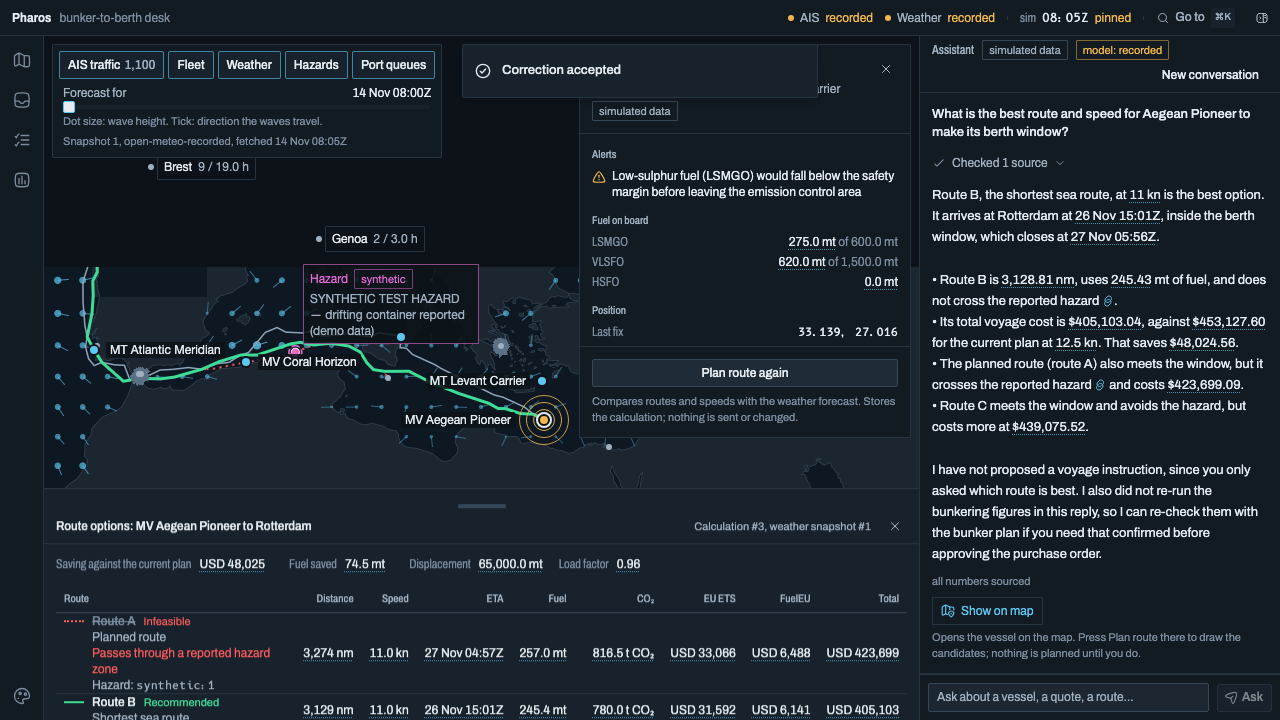 Pharos bunker-to-berth desk
AIS recorded Weather recorded sim 08:05Z pinned Go to ⌘K
AIS traffic 1,100 Fleet Weather Hazards Port queues
Forecast for 14 Nov 08:00Z
Dot size: wave height. Tick: direction the waves travel.
Snapshot 1, open-meteo-recorded, fetched 14 Nov 08:05Z
Brest 9 / 19.0 h
Genoa 2 / 3.0 h
Hazard synthetic
SYNTHETIC TEST HAZARD
— drifting container reported
(demo data)
MT Atlantic Meridian
MV Coral Horizon
MT Levant Carrier
MV Aegean Pioneer
Correction accepted
arrier
simulated data
Alerts
Low-sulphur fuel (LSMGO) would fall below the safety
margin before leaving the emission control area
Fuel on board
LSMGO 275.0 mt of 600.0 mt
VLSFO 620.0 mt of 1,500.0 mt
HSFO 0.0 mt
Position
Last fix 33.139, 27.016
Plan route again
Compares routes and speeds with the weather forecast. Stores
the calculation; nothing is sent or changed.
Route options: MV Aegean Pioneer to Rotterdam
Calculation #3, weather snapshot #1
Saving against the current plan USD 48,025 Fuel saved 74.5 mt Displacement 65,000.0 mt Load factor 0.96
Route Distance Speed ETA Fuel CO₂ EU ETS FuelEU Total
Route A Infeasible
Planned route
Passes through a reported hazard
zone
Hazard: synthetic:1
3,274 nm 11.0 kn 27 Nov 04:57Z 257.0 mt 816.5 t CO₂ USD 33,066 USD 6,488 USD 423,699
Route B Recommended
Shortest sea route
3,129 nm 11.0 kn 26 Nov 15:01Z 245.4 mt 780.0 t CO₂ USD 31,592 USD 6,141 USD 405,103
Assistant simulated data model: recorded
New conversation
What is the best route and speed for Aegean Pioneer to
make its berth window?
Checked 1 source
Route B, the shortest sea route, at 11 kn is the best option.
It arrives at Rotterdam at 26 Nov 15:01Z, inside the berth
window, which closes at 27 Nov 05:56Z.
• Route B is 3,128.81 nm, uses 245.43 mt of fuel, and does
not cross the reported hazard.
• Its total voyage cost is $405,103.04, against $453,127.60
for the current plan at 12.5 kn. That saves $48,024.56.
• The planned route (route A) also meets the window, but it
crosses the reported hazard and costs $423,699.09.
• Route C meets the window and avoids the hazard, but
costs more at $439,075.52.
I have not proposed a voyage instruction, since you only
asked which route is best. I also did not re-run the
bunkering figures in this reply, so I can re-check them with
the bunker plan if you need that confirmed before
approving the purchase order.
all numbers sourced
Show on map
Opens the vessel on the map. Press Plan route there to draw the
candidates; nothing is planned until you do.
Ask about a vessel, a quote, a route... Ask